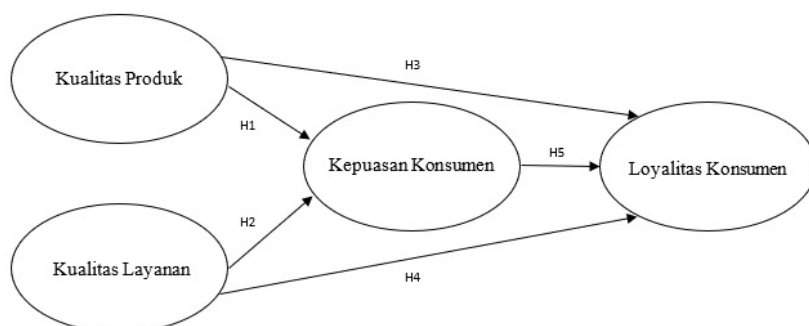 Kualitas Produk
H3
H1
Kepuasan Konsumen
H5
Loyalitas Konsumen
H2
Kualitas Layanan
H4